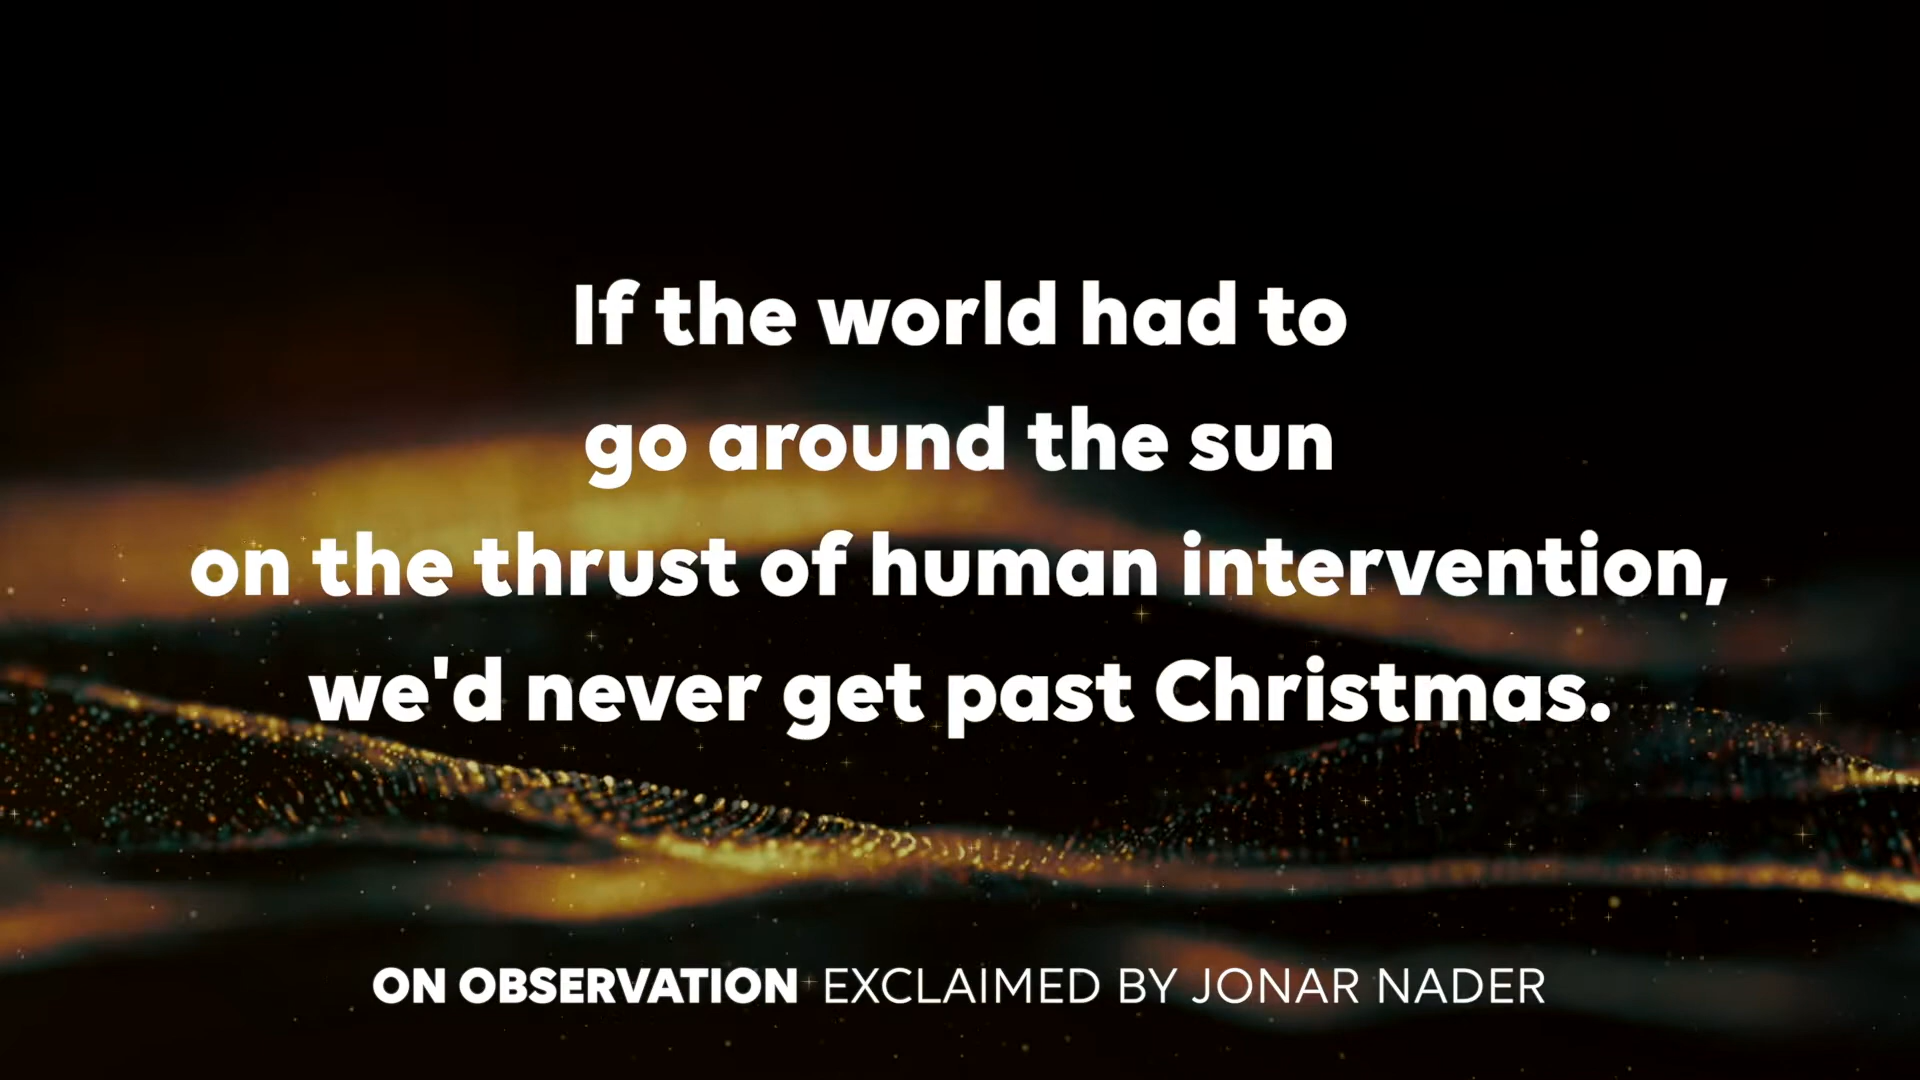 If the world had to
go around the sun
on the thrust of human intervention,
we'd never get past Christmas.
ON OBSERVATION EXCLAIMED BY JONAR NADER